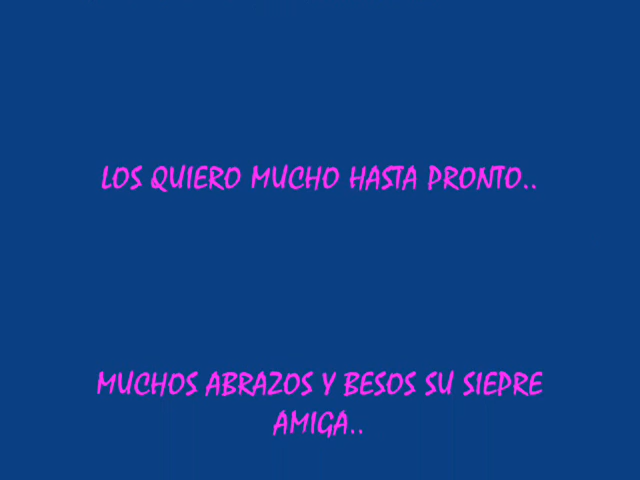 LOS QUIERO MUCHO HASTA PRONTO..
MUCHOS ABRAZOS Y BESOS SU SIEPRE
AMIGA..